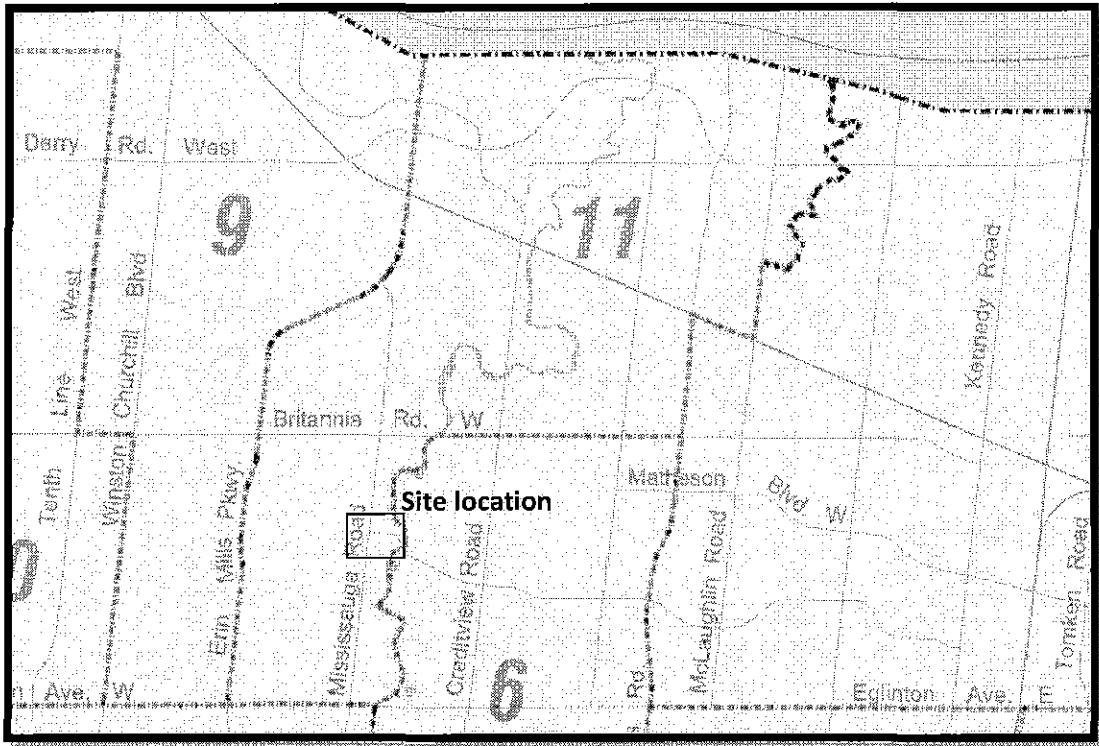 Derry Rd. West
9
11
Tenth Line West
Winston Churchill Blvd
Erin Mills Pkwy.
Britannia Rd. W
Kennedy Road
Matheson Blvd W
Site location
Mississauga Road
Creditview Road
McLaughlin Road
Rd
Tomken Road
6
Ave. W
Eglinton Ave. E